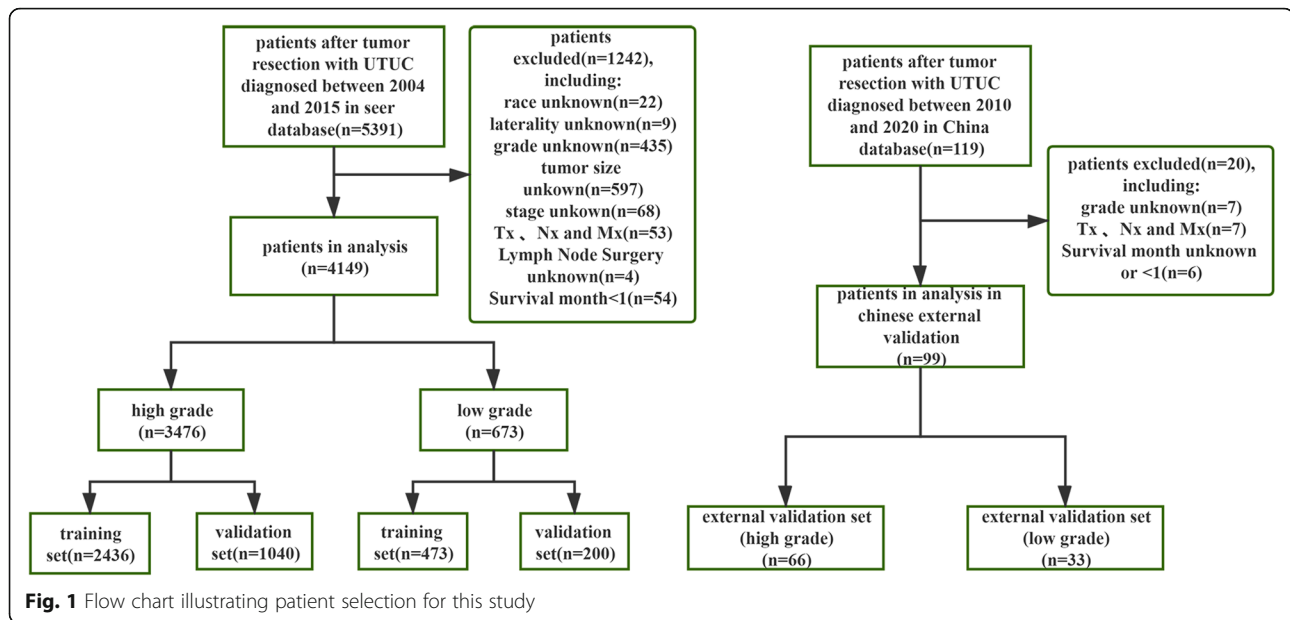 patients after tumor
resection with UTUC
diagnosed between 2004
and 2015 in seer
database(n=5391)
patients
excluded(n=1242),
including:
race unknown(n=22)
laterality unknown(n=9)
grade unknown(n=435)
tumor size
unkown(n=597)
stage unkown(n=68)
Tx 、Nx and Mx(n=53)
Lymph Node Surgery
unknown(n=4)
Survival month<1(n=54)
patients in analysis
(n=4149)
high grade
(n=3476)
low grade
(n=673)
training
set(n=2436)
validation
set(n=1040)
training
set(n=473)
validation
set(n=200)
patients after tumor
resection with UTUC
diagnosed between 2010
and 2020 in China
database(n=119)
patients excluded(n=20),
including:
grade unknown(n=7)
Tx 、Nx and Mx(n=7)
Survival month unknown
or <1(n=6)
patients in analysis in
chinese external
validation
(n=99)
external validation set
(high grade)
(n=66)
external validation set
(low grade)
(n=33)
Fig. 1 Flow chart illustrating patient selection for this study